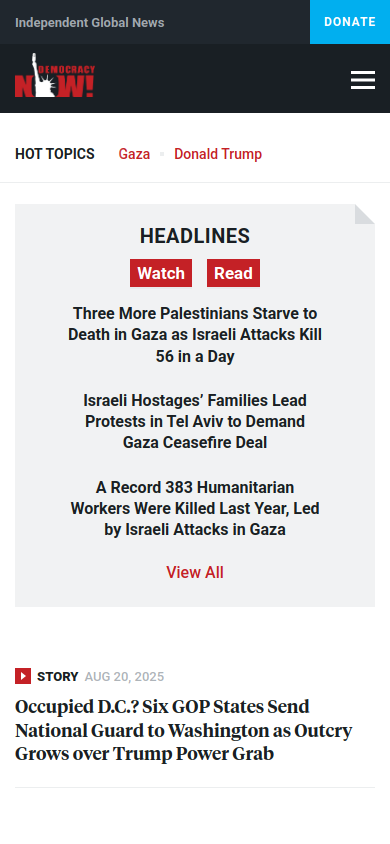 Independent Global News
DONATE
DEMOCRACY
NOW!
HOT TOPICS
Gaza
Donald Trump
HEADLINES
Watch
Read
Three More Palestinians Starve to
Death in Gaza as Israeli Attacks Kill
56 in a Day
Israeli Hostages’ Families Lead
Protests in Tel Aviv to Demand
Gaza Ceasefire Deal
A Record 383 Humanitarian
Workers Were Killed Last Year, Led
by Israeli Attacks in Gaza
View All
STORY AUG 20, 2025
Occupied D.C.? Six GOP States Send
National Guard to Washington as Outcry
Grows over Trump Power Grab